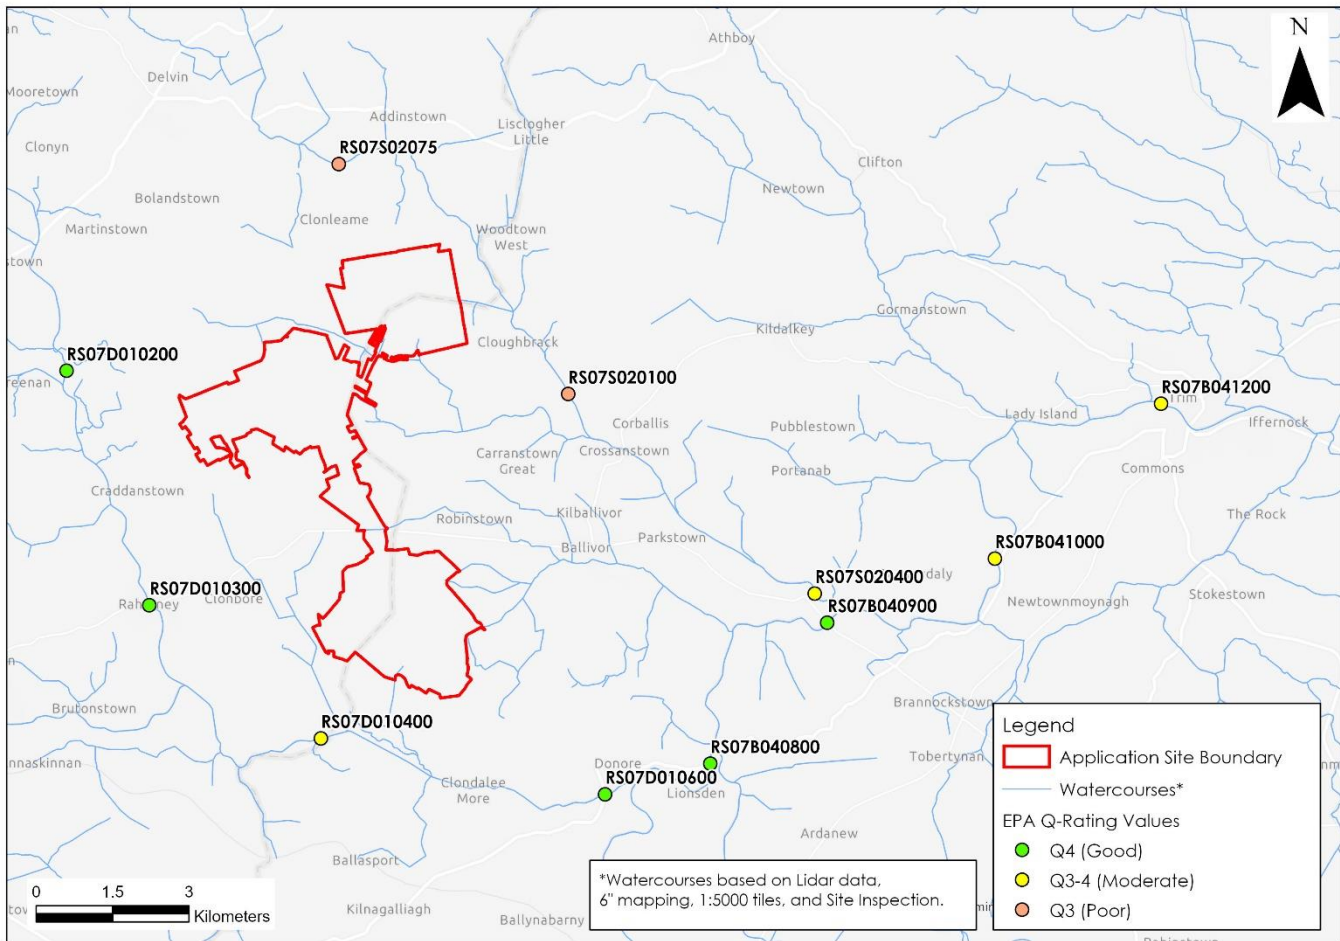 Athboy
N
Delvin
Mooretown
Addinstown
Lisclogher
Little
Clonyn
RS07S02075
Clifton
Bolandstown
Newtown
Clonleame
Martinstown
Woodtown
West
stown
Gormanstown
Kildalkey
Cloughbrack
RS07D010200
reenan
RS07S020100
RS07B041200
Trim
Lady Island
Iffernock
Corballis
Pubblestown
Carranstown
Great
Crossanstown
Portanab
Commons
Craddanstown
Robinstown
Kilballivor
The Rock
Parkstown
Ballivor
RS07B041000
RS07S020400
daly
RS07D010300
Clonbore
RS07B040900
Newtownmoynagh
Stokestown
Brutonstown
Brannockstown
RS07D010400
nnaskinnan
RS07B040800
Donore
Tobertynan
RS07D010600
Clondalee
More
Lionsden
Ardanew
Ballasport
Kilnagalliagh
Ballynabarny
Legend
Application Site Boundary
Watercourses*
EPA Q-Rating Values
Q4 (Good)
Q3-4 (Moderate)
Q3 (Poor)
*Watercourses based on Lidar data,
6" mapping, 1:5000 tiles, and Site Inspection.
0 1.5 3
Kilometers